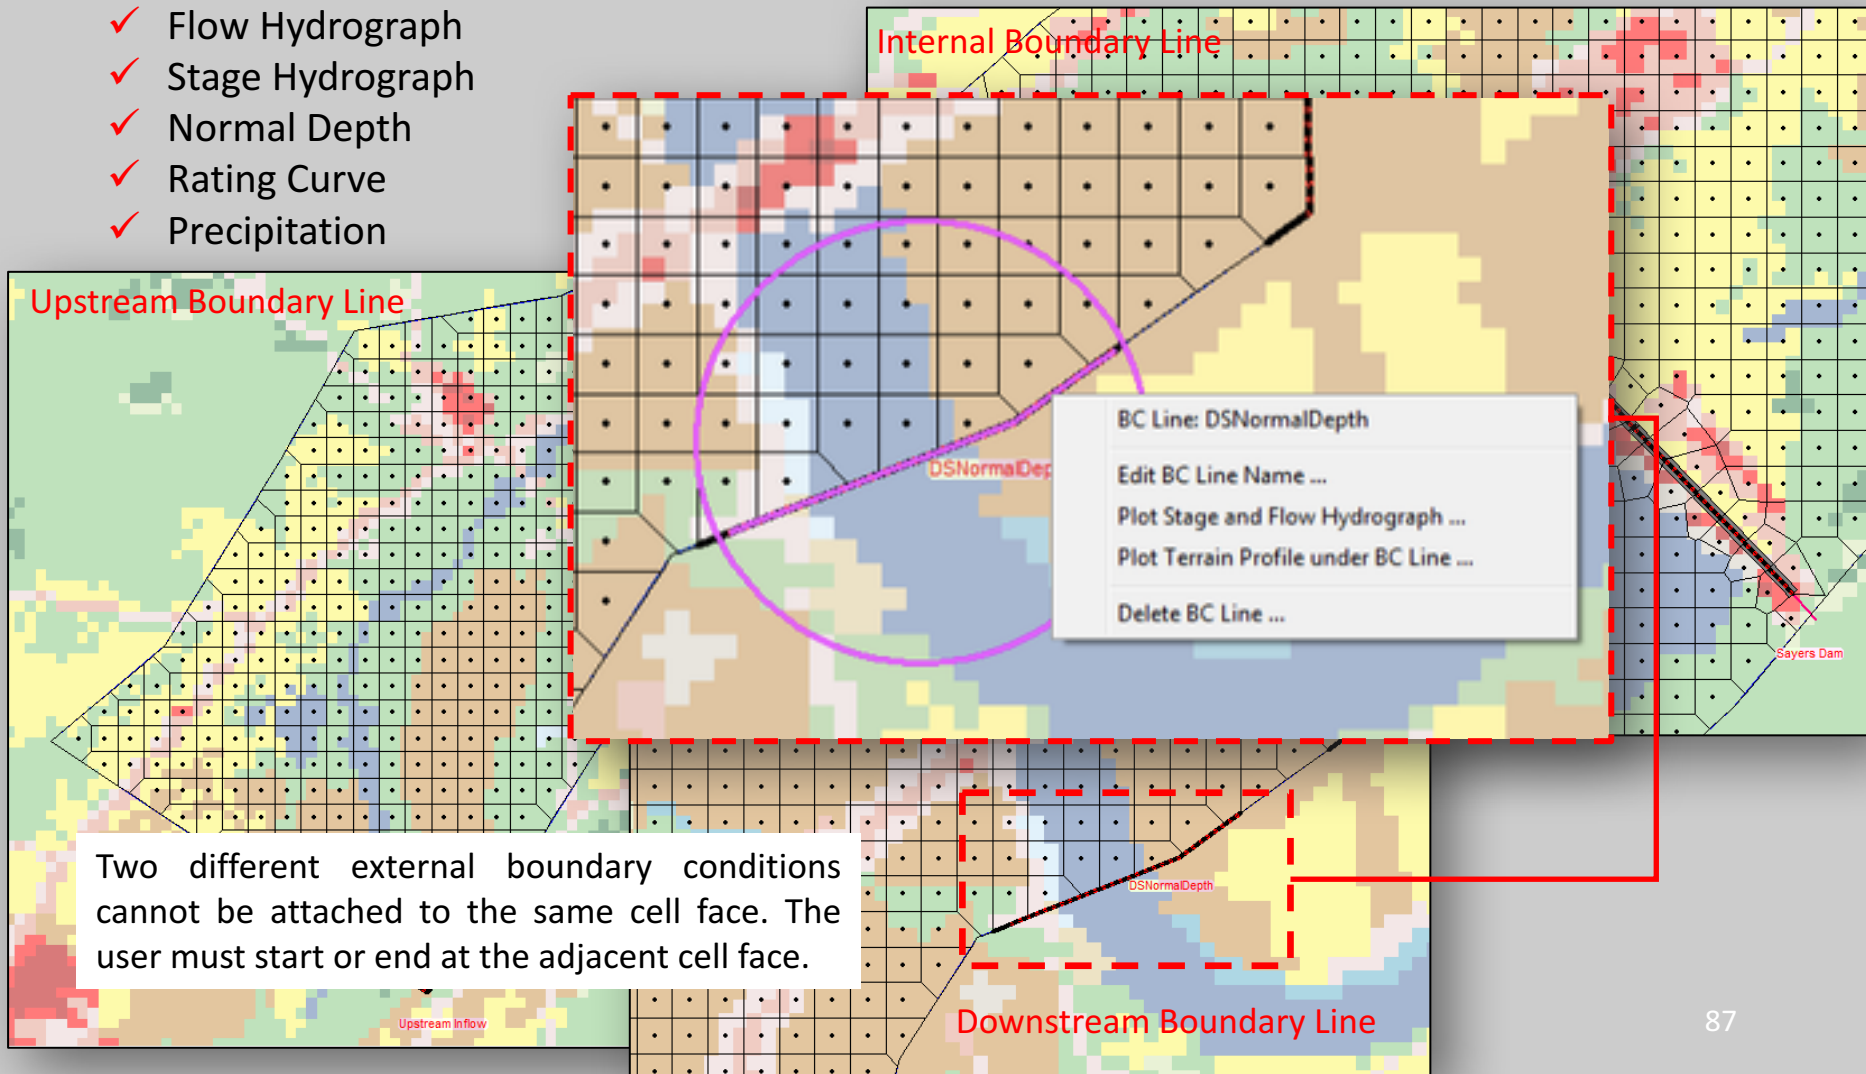 Flow Hydrograph
Stage Hydrograph
Normal Depth
Rating Curve
Precipitation
Internal Boundary Line
Upstream Boundary Line
DSNormalDep
BC Line: DSNormalDepth
Edit BC Line Name ...
Plot Stage and Flow Hydrograph ...
Plot Terrain Profile under BC Line ...
Delete BC Line ...
Sayers Dam
DSNormalDepth
Two different external boundary conditions
cannot be attached to the same cell face. The
user must start or end at the adjacent cell face.
Upstream Inflow
Downstream Boundary Line
87